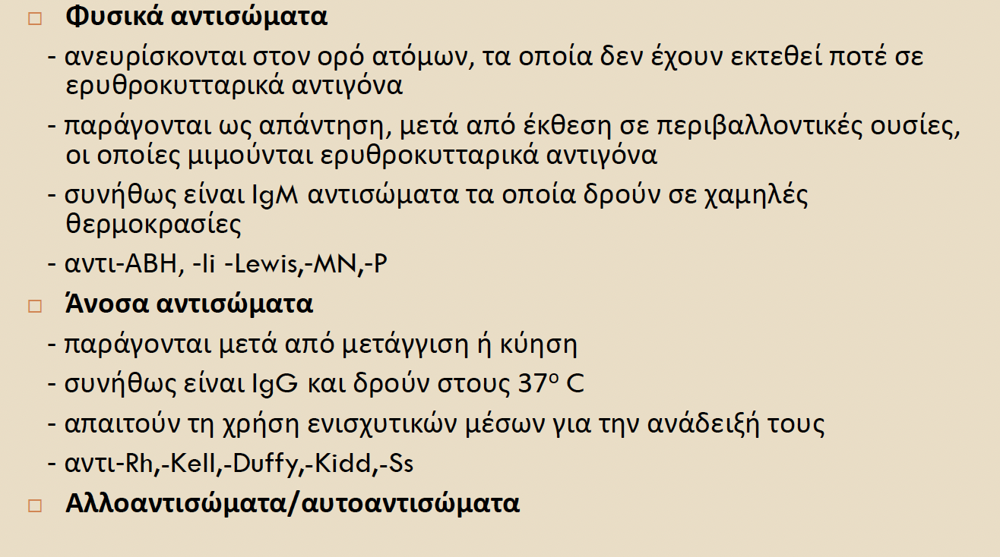 Φυσικά αντισώματα
- ανευρίσκονται στον ορό ατόμων, τα οποία δεν έχουν εκτεθεί ποτέ σε
ερυθροκυτταρικά αντιγόνα
- παράγονται ως απάντηση, μετά από έκθεση σε περιβαλλοντικές ουσίες,
οι οποίες μιμούνται ερυθροκυτταρικά αντιγόνα
- συνήθως είναι IgM αντισώματα τα οποία δρούν σε χαμηλές
θερμοκρασίες
- αντι-ΑΒΗ, -Ii -Lewis,-MN,-P
Άνοσα αντισώματα
- παράγονται μετά από μετάγγιση ή κύηση
- συνήθως είναι IgG και δρούν στους 37º C
- απαιτούν τη χρήση ενισχυτικών μέσων για την ανάδειξή τους
- αντι-Rh,-Kell,-Duffy,-Kidd,-Ss
Αλλοαντισώματα/αυτοαντισώματα